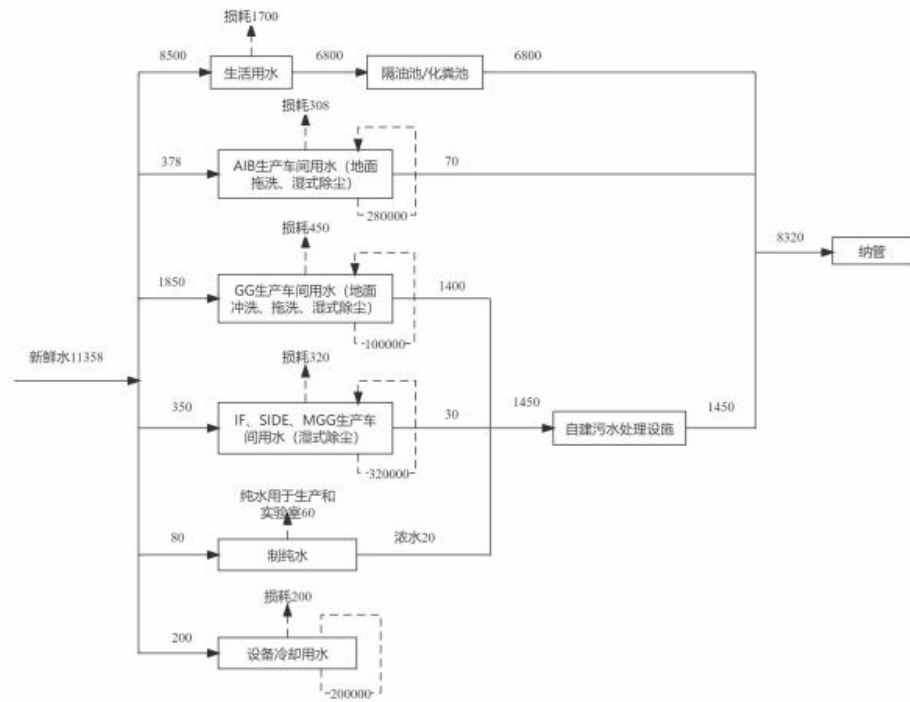 损耗1700
8500
生活用水
6800
隔油池/化粪池
6800
损耗308
378
AIB生产车间用水（地面
拖洗、湿式除尘）
70
280000
8320
纳管
损耗450
1850
GG生产车间用水（地面
冲洗、拖洗、湿式除尘）
1400
100000
新鲜水11358
损耗320
350
IF、SIDE、MGG生产车
间用水（湿式除尘）
30
1450
自建污水处理设施
1450
320000
纯水用于生产和
实验室60
80
制纯水
浓水20
损耗200
200
设备冷却用水
200000